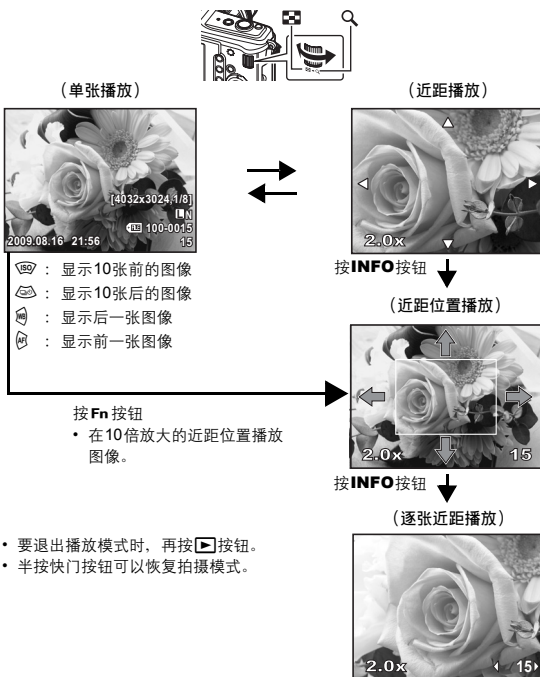 （单张播放）
（近距播放）
[4032x3024,1/8]
L N
100-0015
2009.08.16 21:56
15
2.0x
ISO ： 显示10张前的图像
： 显示10张后的图像
WB ： 显示后一张图像
AF ： 显示前一张图像
按INFO按钮
（近距位置播放）
2.0x
15
按Fn按钮
• 在10倍放大的近距位置播放
图像。
按INFO按钮
（逐张近距播放）
• 要退出播放模式时，再按▶按钮。
• 半按快门按钮可以恢复拍摄模式。
2.0x
15